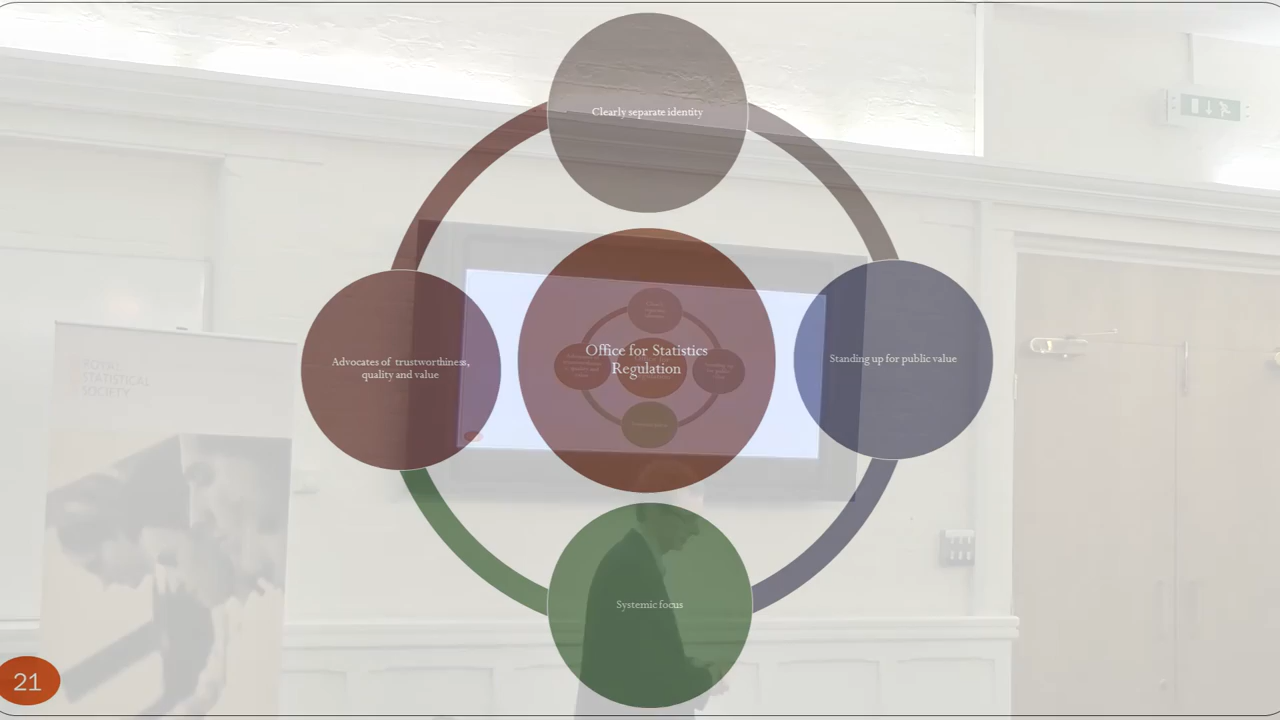 Clearly separate identity
Office for Statistics
Regulation
Advocates of trustworthiness,
quality and value
Standing up for public value
Systemic focus
ROYAL
STATISTICAL
SOCIETY
21